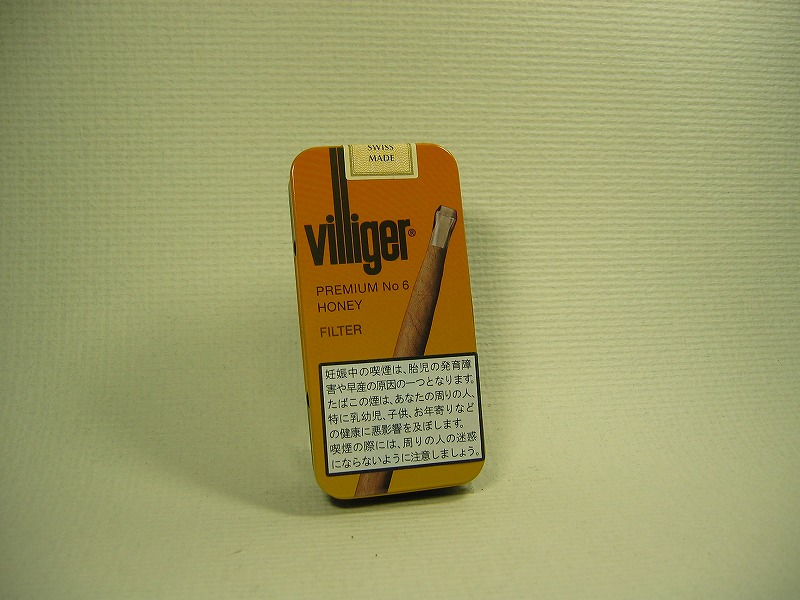 SWISS
MADE
villiger®
PREMIUM No 6
HONEY
FILTER
妊娠中の喫煙は、胎児の発育障
害や早産の原因の一つとなります。
たばこの煙は、あなたの周りの人、
特に乳幼児、子供、お年寄りなど
の健康に悪影響を及ぼします。
喫煙の際には、周りの人の迷惑
にならないように注意しましょう。